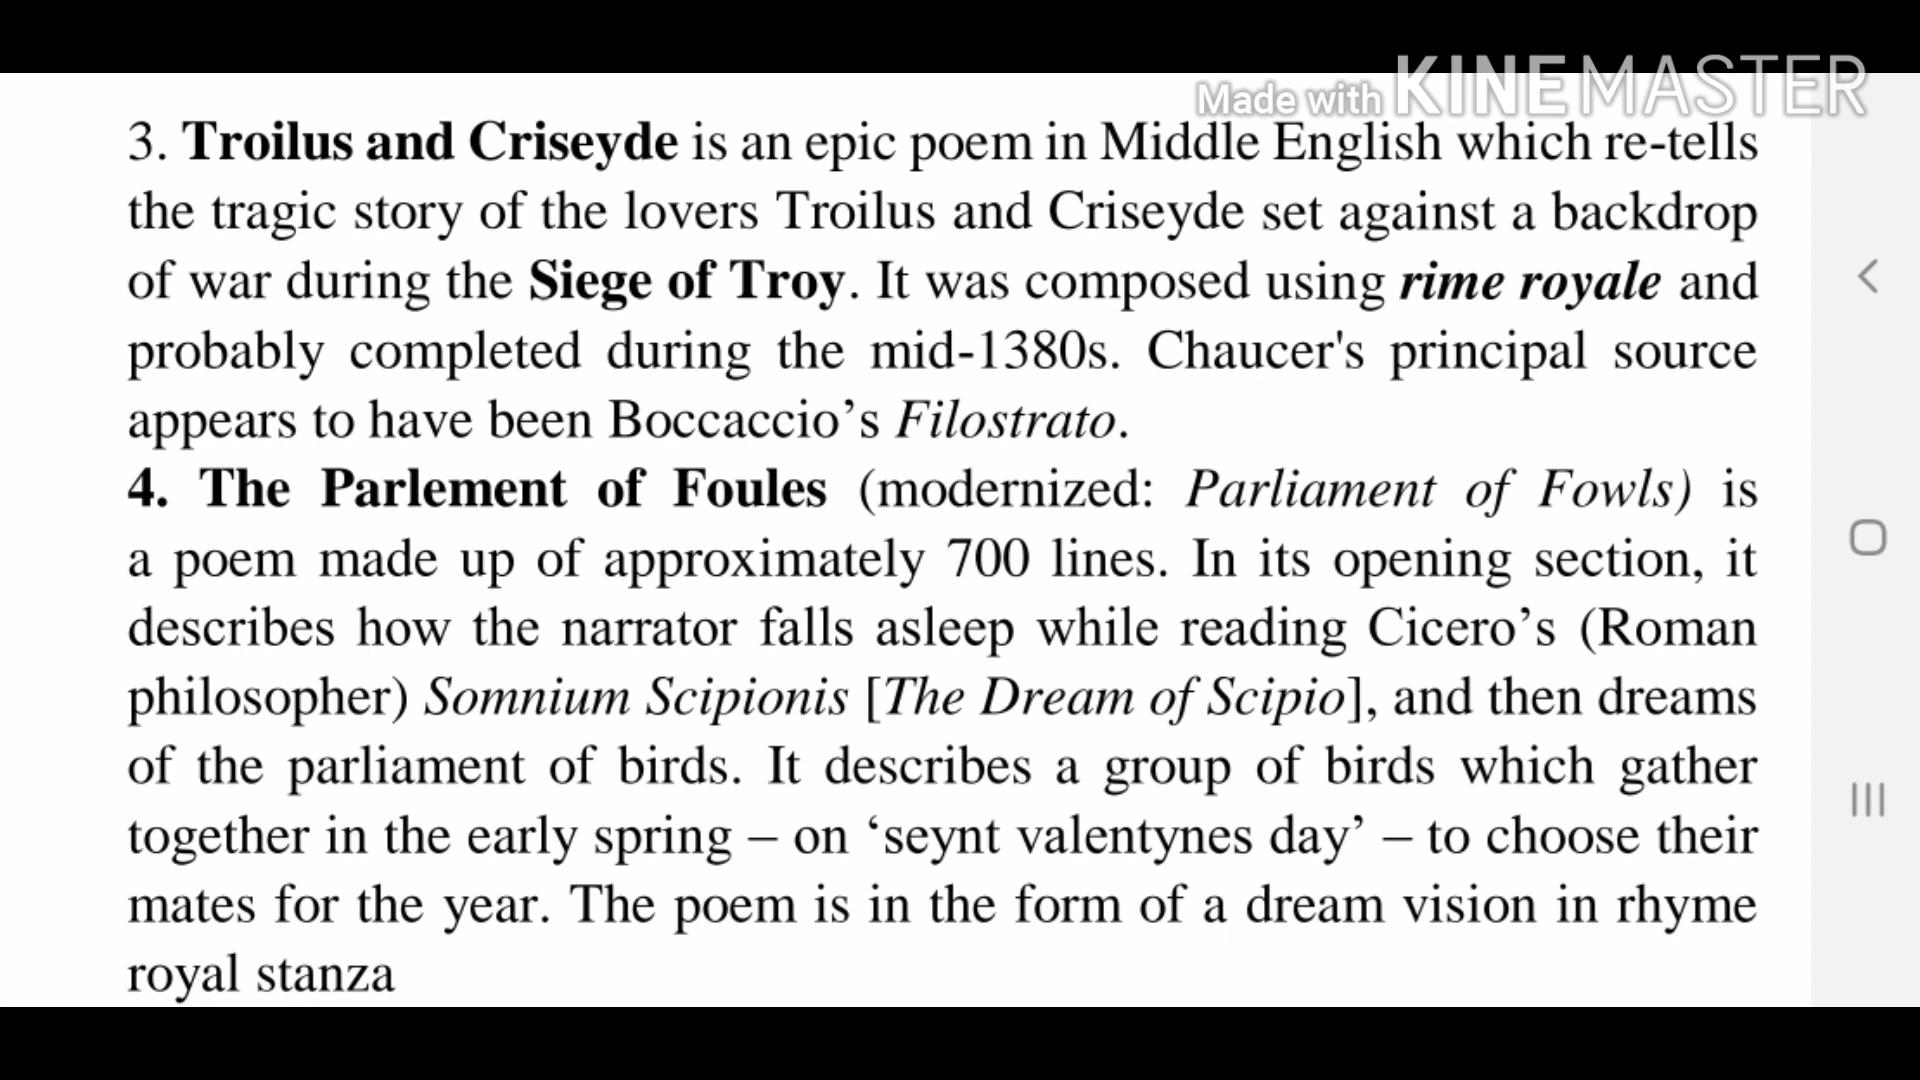 Made with KINEMASTER
3. Troilus and Criseyde is an epic poem in Middle English which re-tells
the tragic story of the lovers Troilus and Criseyde set against a backdrop
of war during the Siege of Troy. It was composed using rime royale and
probably completed during the mid-1380s. Chaucer's principal source
appears to have been Boccaccio’s Filostrato.
4. The Parlement of Foules (modernized: Parliament of Fowls) is
a poem made up of approximately 700 lines. In its opening section, it
describes how the narrator falls asleep while reading Cicero’s (Roman
philosopher) Somnium Scipionis [The Dream of Scipio], and then dreams
of the parliament of birds. It describes a group of birds which gather
together in the early spring – on ‘seynt valentynes day’ – to choose their
mates for the year. The poem is in the form of a dream vision in rhyme
royal stanza